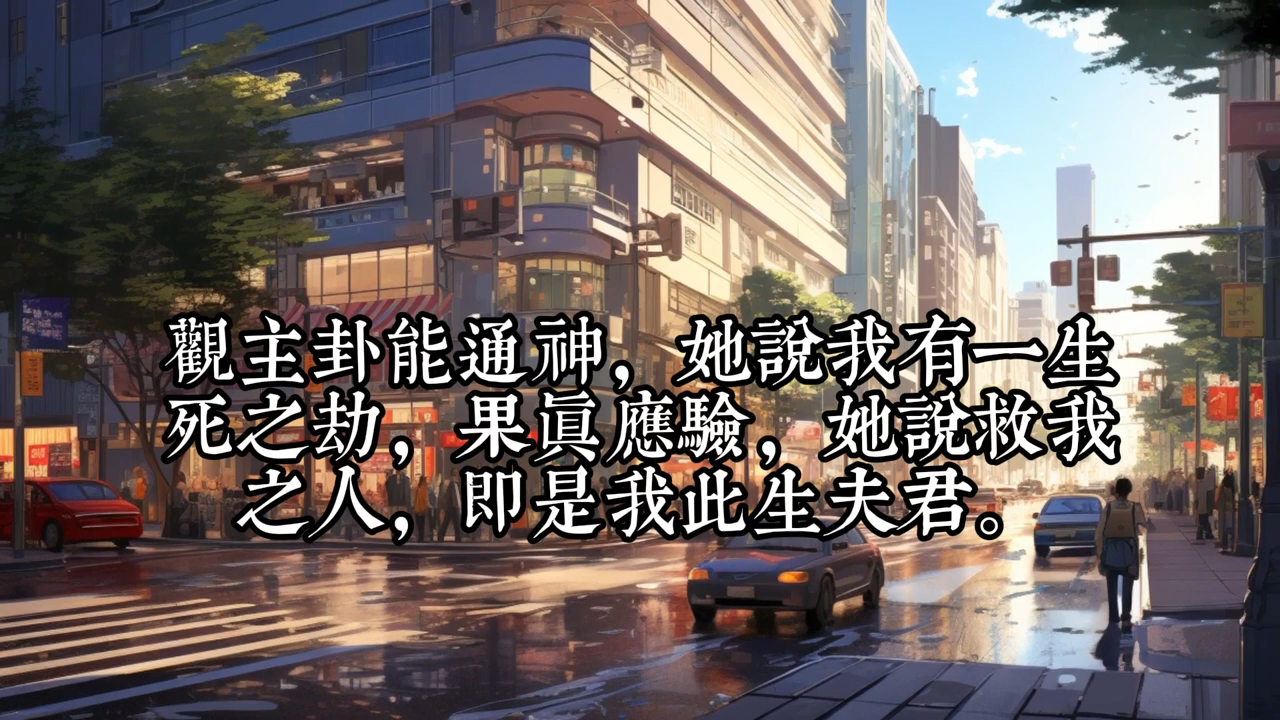 觀主卦能通神，她說我有一生
死之劫，果眞應驗，她說救我
之人，即是我此生夫君。